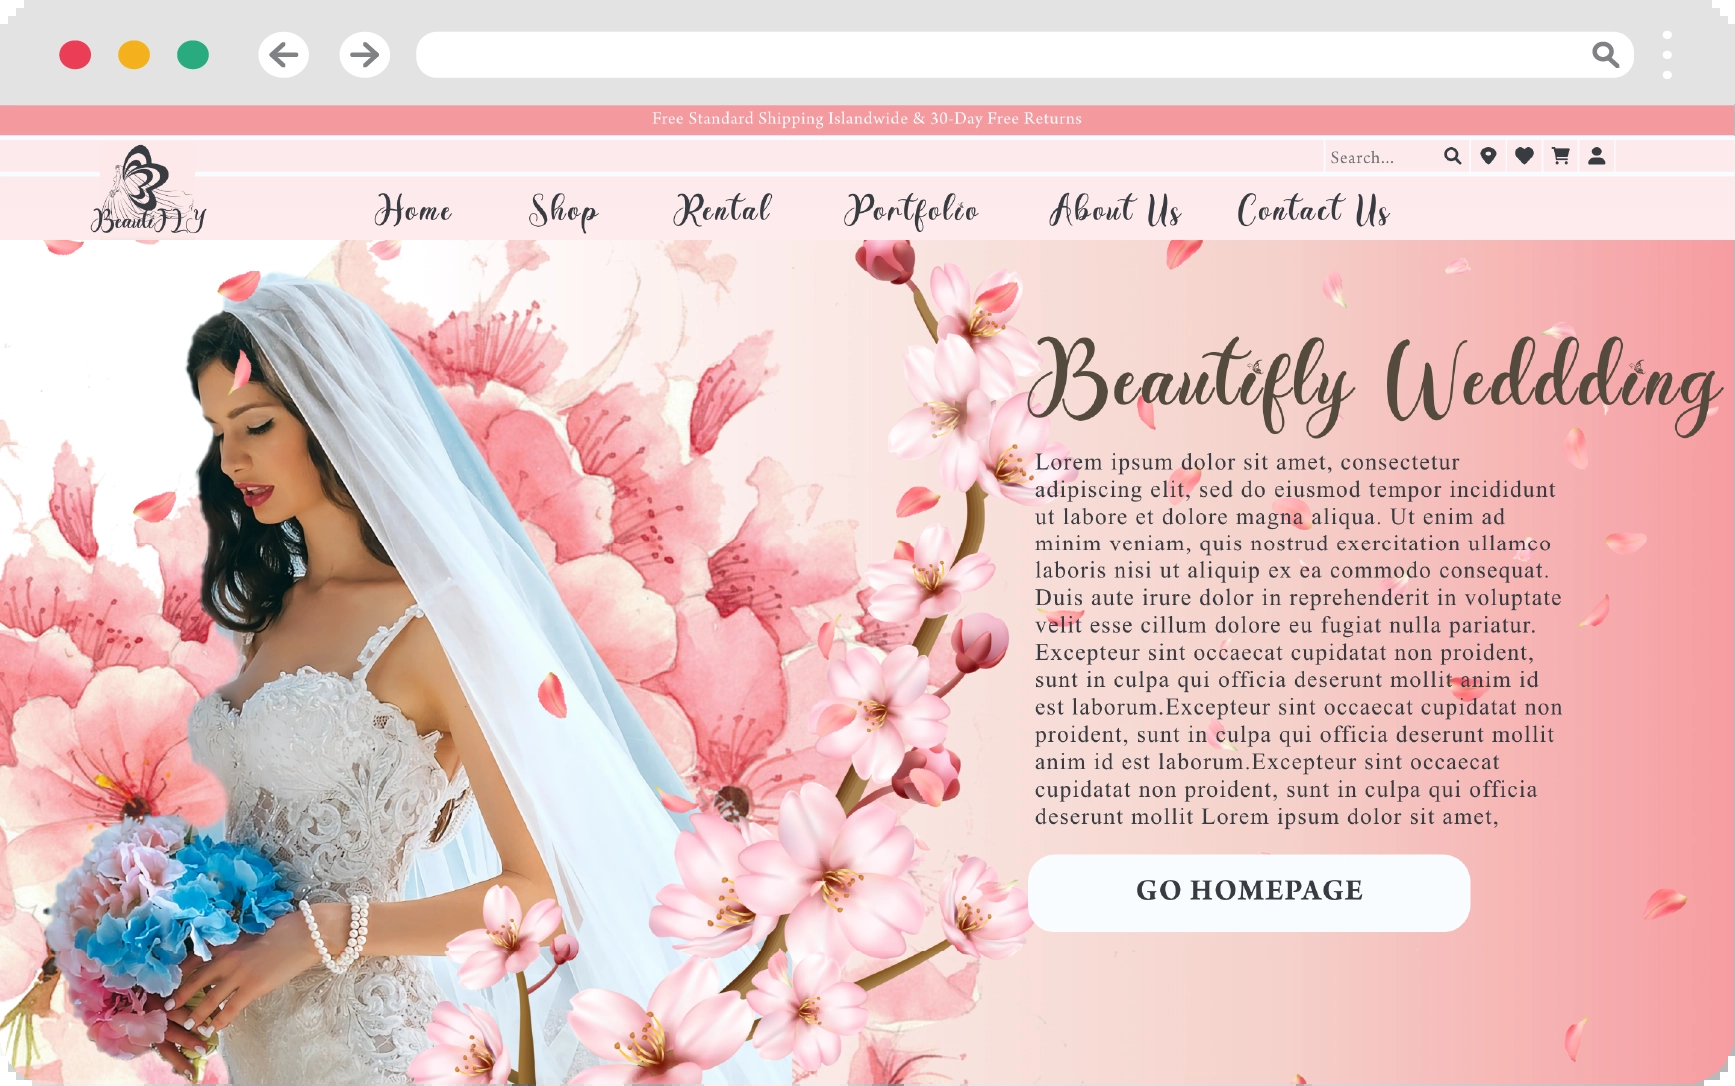 Free Standard Shipping Islandwide & 30-Day Free Returns
Search...
BeautiFLY
Home Shop Rental Portfolio About Us Contact Us
Beautifly Weddding
Lorem ipsum dolor sit amet, consectetur
adipiscing elit, sed do eiusmod tempor incididunt
ut labore et dolore magna aliqua. Ut enim ad
minim veniam, quis nostrud exercitation ullamco
laboris nisi ut aliquip ex ea commodo consequat.
Duis aute irure dolor in reprehenderit in voluptate
velit esse cillum dolore eu fugiat nulla pariatur.
Excepteur sint occaecat cupidatat non proident,
sunt in culpa qui officia deserunt mollit anim id
est laborum.Excepteur sint occaecat cupidatat non
proident, sunt in culpa qui officia deserunt mollit
anim id est laborum.Excepteur sint occaecat
cupidatat non proident, sunt in culpa qui officia
deserunt mollit Lorem ipsum dolor sit amet,
GO HOMEPAGE